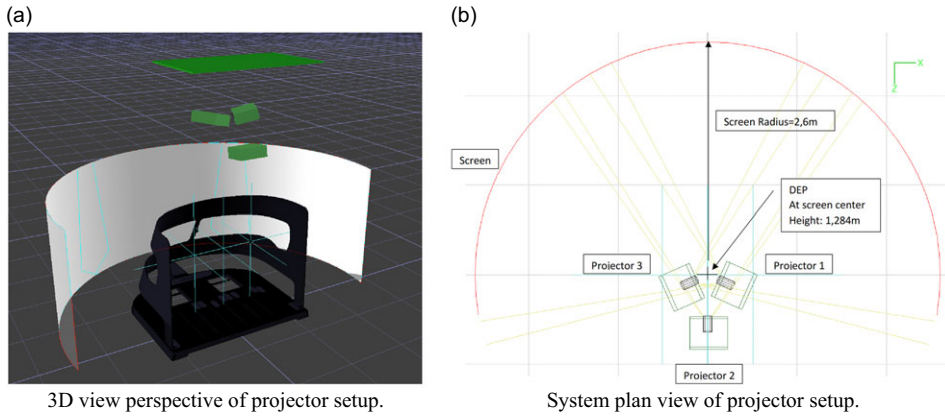 (a)
(b)
X
Z
Screen Radius=2,6m
Screen
DEP
At screen center
Height: 1,284m
Projector 3
Projector 1
Projector 2
3D view perspective of projector setup.
System plan view of projector setup.